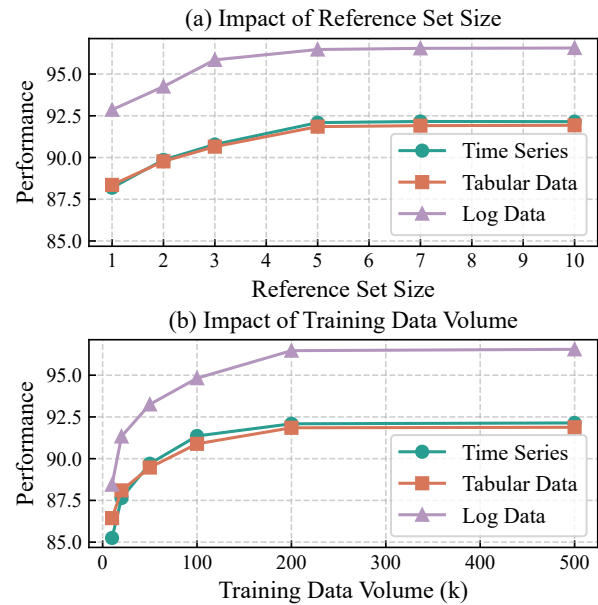 (a) Impact of Reference Set Size
Performance
95.0
92.5
90.0
87.5
85.0
Time Series
Tabular Data
Log Data
1 2 3 4 5 6 7 8 9 10
Reference Set Size
(b) Impact of Training Data Volume
Performance
95.0
92.5
90.0
87.5
85.0
Time Series
Tabular Data
Log Data
0 100 200 300 400 500
Training Data Volume (k)